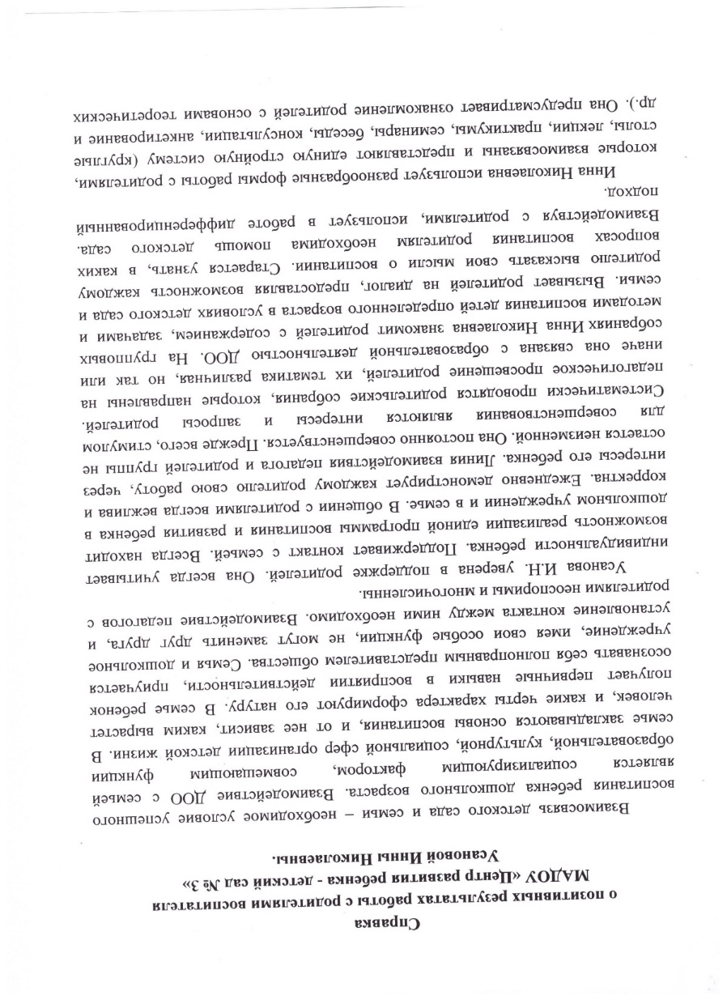 Справка
о позитивных результатах работы с родителями воспитателя
МАДОУ «Центр развития ребенка - детский сад № 3»
Усановой Инны Николаевны.
Взаимосвязь детского сада и семьи – необходимое условие успешного
воспитания ребенка дошкольного возраста. Взаимодействие ДОО с семьей
является социализирующим фактором, совмещающим функции
образовательной, культурной, социальной сфер организации детской жизни. В
семье закладываются основы воспитания, и от нее зависит, каким вырастет
человек, и какие черты характера сформируют его натуру. В семье ребенок
получает первичные навыки в восприятии действительности, приучается
осознавать себя полноправным представителем общества. Семья и дошкольное
учреждение, имея свои особые функции, не могут заменить друг друга, и
установление контакта между ними необходимо. Взаимодействие педагогов с
родителями неоспоримы и многочисленны.
Усанова И.Н. уверена в поддержке родителей. Она всегда учитывает
индивидуальности ребенка. Поддерживает контакт с семьей. Всегда находит
возможность реализации единой программы воспитания и развития ребенка в
дошкольном учреждении и в семье. В общении с родителями всегда вежлива и
корректна. Ежедневно демонстрирует каждому родителю свою работу, через
интересы его ребенка. Линия взаимодействия педагога и родителей группы не
остается неизменной. Она постоянно совершенствуется. Прежде всего, стимулом
для совершенствования являются интересы и запросы родителей.
Систематически проводятся родительские собрания, которые направлены на
педагогическое просвещение родителей, их тематика различная, но так или
иначе она связана с образовательной деятельностью ДОО. На групповых
собраниях Инна Николаевна знакомит родителей с содержанием, задачами и
методами воспитания детей определенного возраста в условиях детского сада и
семьи. Вызывает родителей на диалог, предоставляя возможность каждому
родителю высказать свои мысли о воспитании. Старается узнать, в каких
вопросах воспитания родителям необходима помощь детского сада.
Взаимодействуя с родителями, использует в работе дифференцированный
подход.
Инна Николаевна использует разнообразные формы работы с родителями,
которые взаимосвязаны и представляют единую стройную систему (круглые
столы, лекции, практикумы, семинары, беседы, консультации, анкетирование и
др.). Она предусматривает ознакомление родителей с основами теоретических